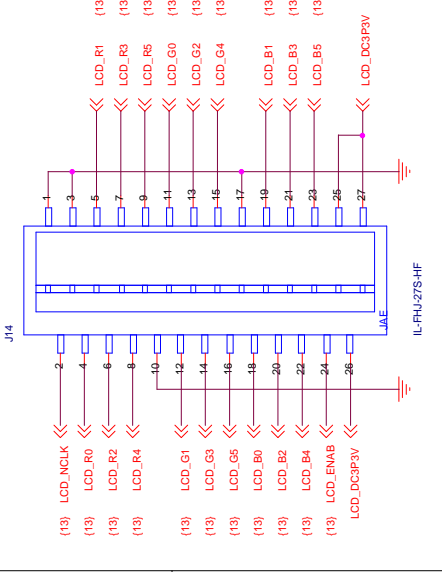 LCD_R1 {13
LCD_R3 {13
LCD_R5 {13
LCD_G0 {13
LCD_G2 {13
LCD_G4 {13
LCD_B1 {13
LCD_B3 {13
LCD_B5 {13
LCD_DC3P3V
1
3
5
7
9
11
13
15
17
19
21
23
25
27
J14
JAE
IL-FHJ-27S-HF
2
4
6
8
10
12
14
16
18
20
22
24
26
{13} LCD_NCLK
{13} LCD_R0
{13} LCD_R2
{13} LCD_R4
{13} LCD_G1
{13} LCD_G3
{13} LCD_G5
{13} LCD_B0
{13} LCD_B2
{13} LCD_B4
{13} LCD_ENAB
LCD_DC3P3V